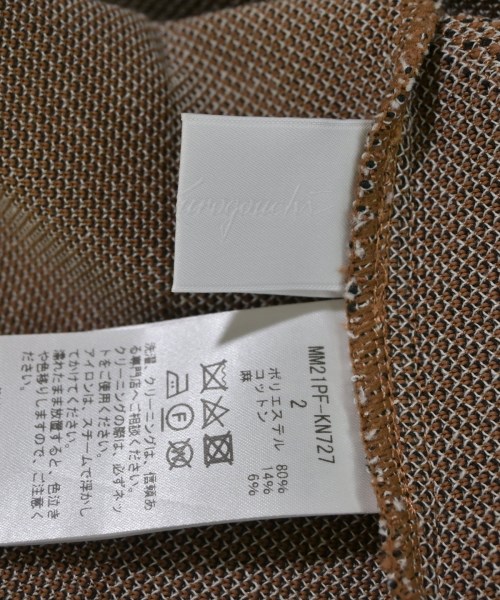 urogouchi
MM21PF-KN727
2
ポリエステル 80%
コットン 14%
麻 6%
洗濯、クリーニングは、信頼ある専門店へご相談ください。
クリーニングの際は、必ずネットをご使用ください。
アイロンは、スチームで浮かしてかけてください。
濡れたまま放置すると、色泣きや色移りしますので、ご注意ください。